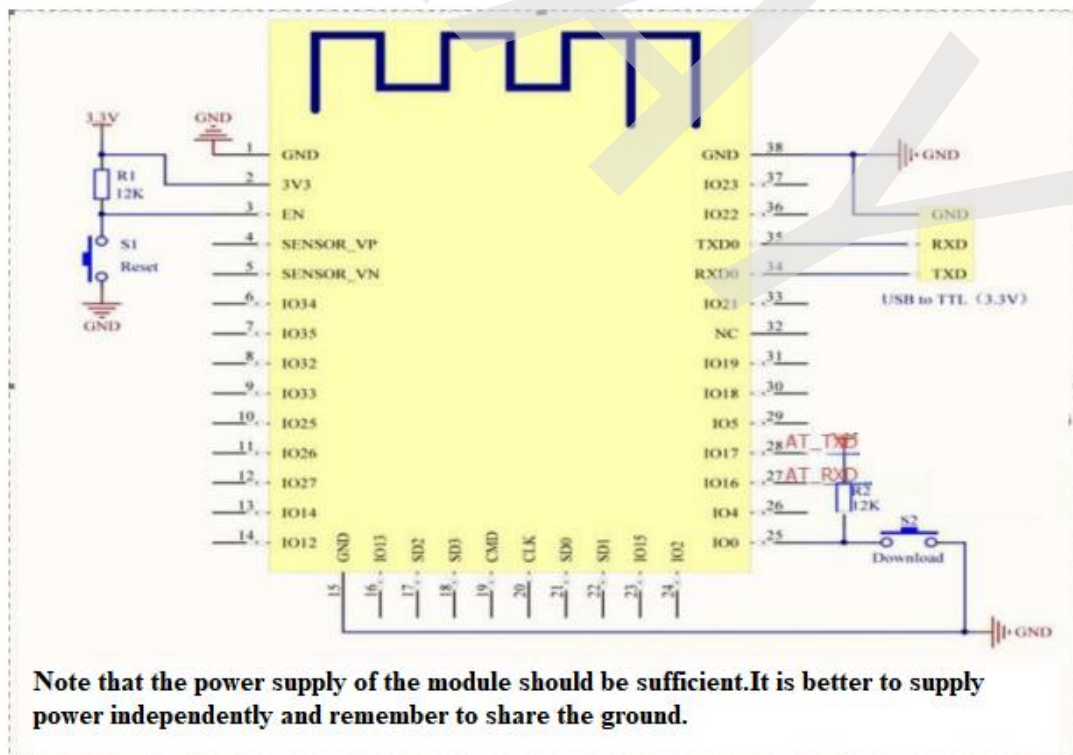 3.3V
GND
R1
12K
S1
Reset
GND
1 GND
2 3V3
3 EN
4 SENSOR_VP
5 SENSOR_VN
6 IO34
7 IO35
8 IO32
9 IO33
10 IO25
11 IO26
12 IO27
13 IO14
14 IO12
GND 38
IO23 37
IO22 36
TXD0 35
RXD0 34
IO21 33
NC 32
IO19 31
IO18 30
IO5 29
IO17 28 AT_TXD
IO16 27 AT_RXD
IO4 26
IO0 25
GND
GND
RXD
TXD
USB to TTL（3.3V）
R2
12K
S2
Download
GND
15 GND
16 IO13
17 SD2
18 SD3
19 CMD
20 CLK
21 SD0
22 SD1
23 IO15
24 IO2
Note that the power supply of the module should be sufficient.It is better to supply
power independently and remember to share the ground.